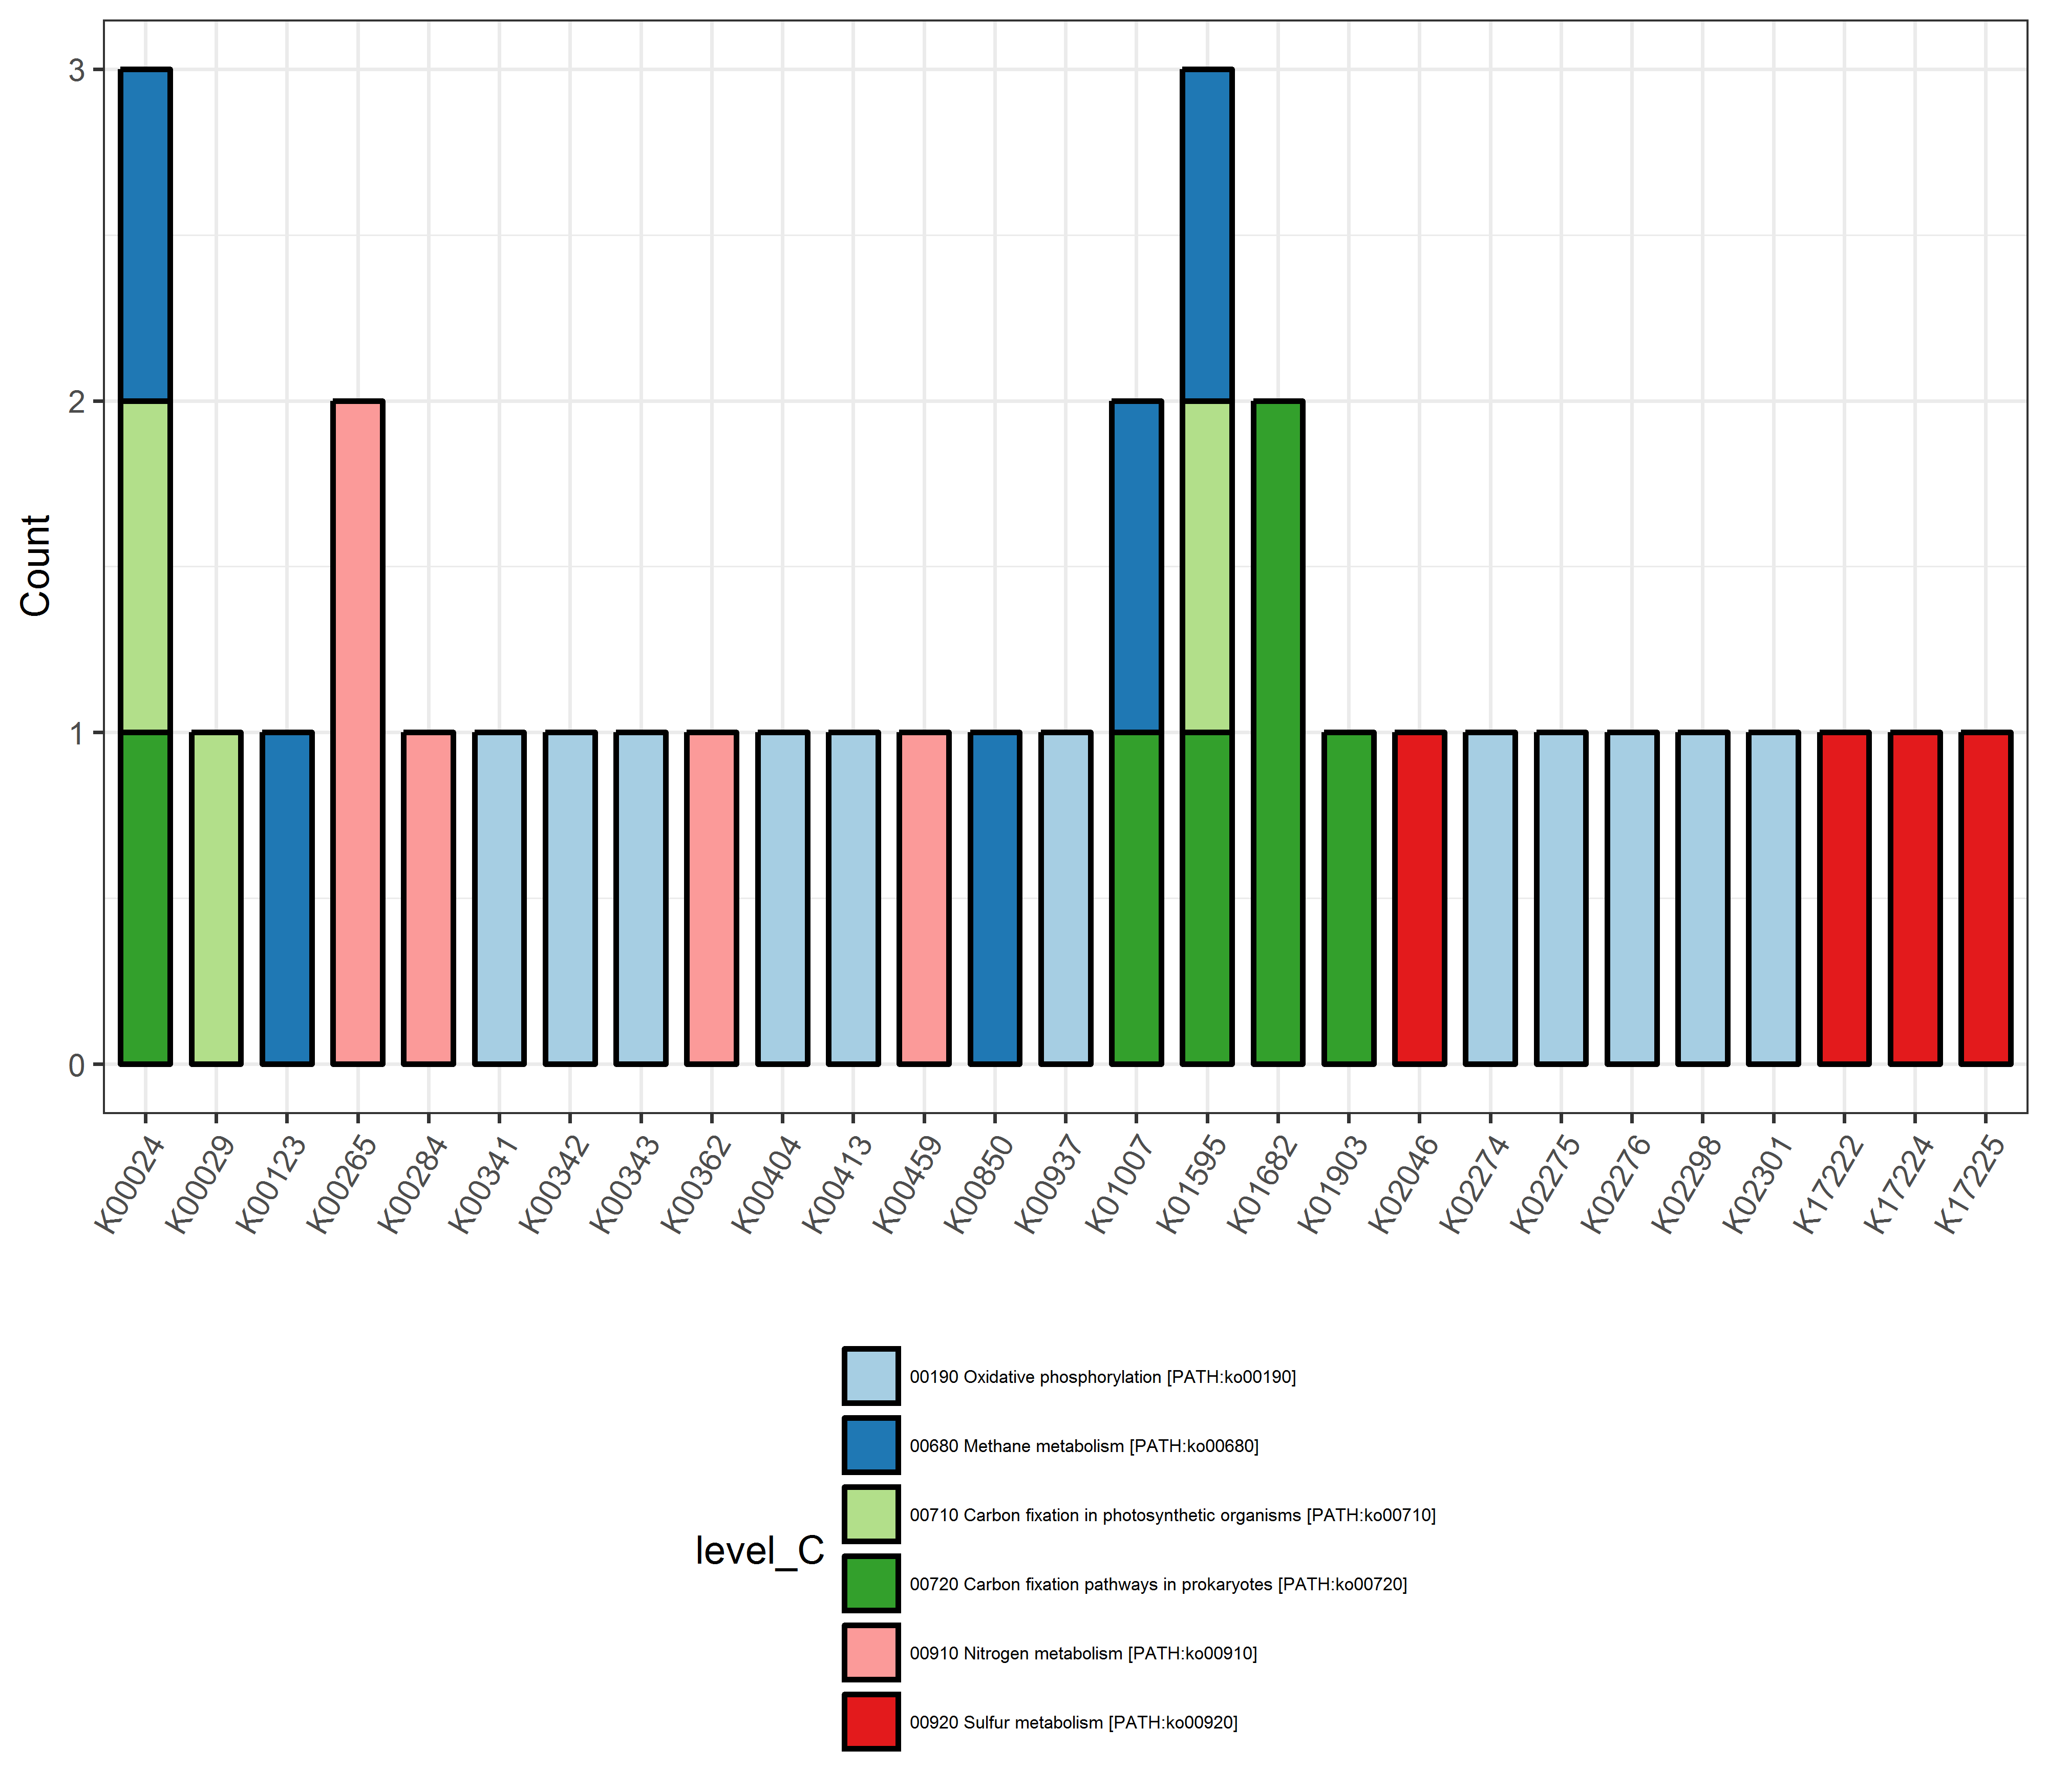 3
2
1
0
Count
K00024
K00029
K00123
K00265
K00284
K00341
K00342
K00343
K00362
K00404
K00413
K00459
K00850
K00937
K01007
K01595
K01682
K01903
K02046
K02274
K02275
K02276
K02298
K02301
K17222
K17224
K17225
level_C
00190 Oxidative phosphorylation [PATH:ko00190]
00680 Methane metabolism [PATH:ko00680]
00710 Carbon fixation in photosynthetic organisms [PATH:ko00710]
00720 Carbon fixation pathways in prokaryotes [PATH:ko00720]
00910 Nitrogen metabolism [PATH:ko00910]
00920 Sulfur metabolism [PATH:ko00920]